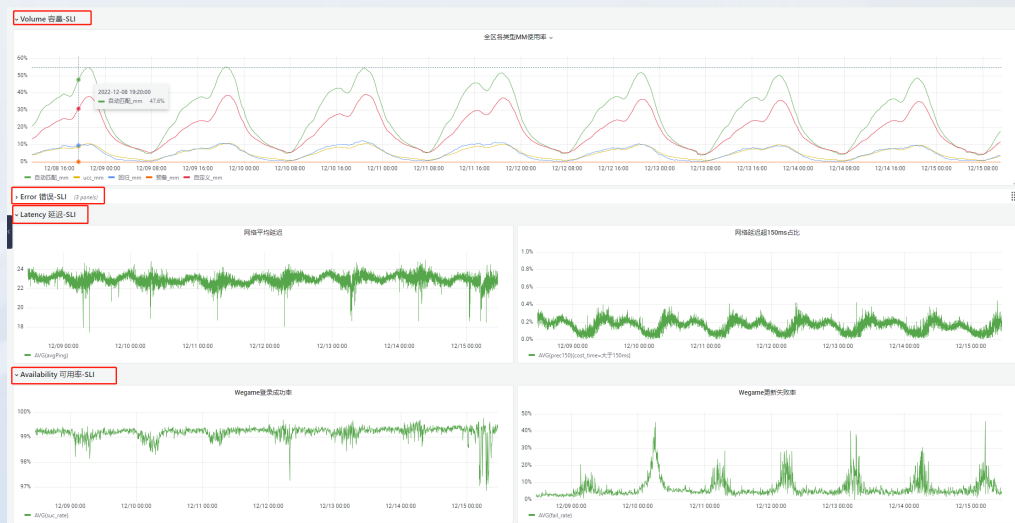 Volume 容量-SLI
全区各类型MM使用率
60%
50%
40%
30%
20%
10%
0%
2022-12-08 19:20:00
自动匹配_mm 47.6%
12/08 16:00 12/09 00:00 12/09 08:00 12/09 16:00 12/10 00:00 12/10 08:00 12/10 16:00 12/11 00:00 12/11 08:00 12/11 16:00 12/12 00:00 12/12 08:00 12/12 16:00 12/13 00:00 12/13 08:00 12/13 16:00 12/14 00:00 12/14 08:00 12/14 16:00 12/15 00:00 12/15 08:00
自动匹配_mm ucc_mm 回归_mm 自定义_mm
Error 错误-SLI (3 panels)
Latency 延迟-SLI
网络平均延迟
24
22
20
18
12/09 00:00 12/10 00:00 12/11 00:00 12/12 00:00 12/13 00:00 12/14 00:00 12/15 00:00
AVG(avgPing)
网络延迟超150ms占比
1.0%
0.8%
0.6%
0.4%
0.2%
0.0%
12/09 00:00 12/10 00:00 12/11 00:00 12/12 00:00 12/13 00:00 12/14 00:00 12/15 00:00
AVG(prec150){cost_time=大于150ms}
Availability 可用率-SLI
Wegame登录成功率
100%
99%
98%
97%
12/09 00:00 12/10 00:00 12/11 00:00 12/12 00:00 12/13 00:00 12/14 00:00 12/15 00:00
AVG(suc_rate)
Wegame更新失败率
50%
40%
30%
20%
10%
0%
12/09 00:00 12/10 00:00 12/11 00:00 12/12 00:00 12/13 00:00 12/14 00:00 12/15 00:00
AVG(fail_rate)